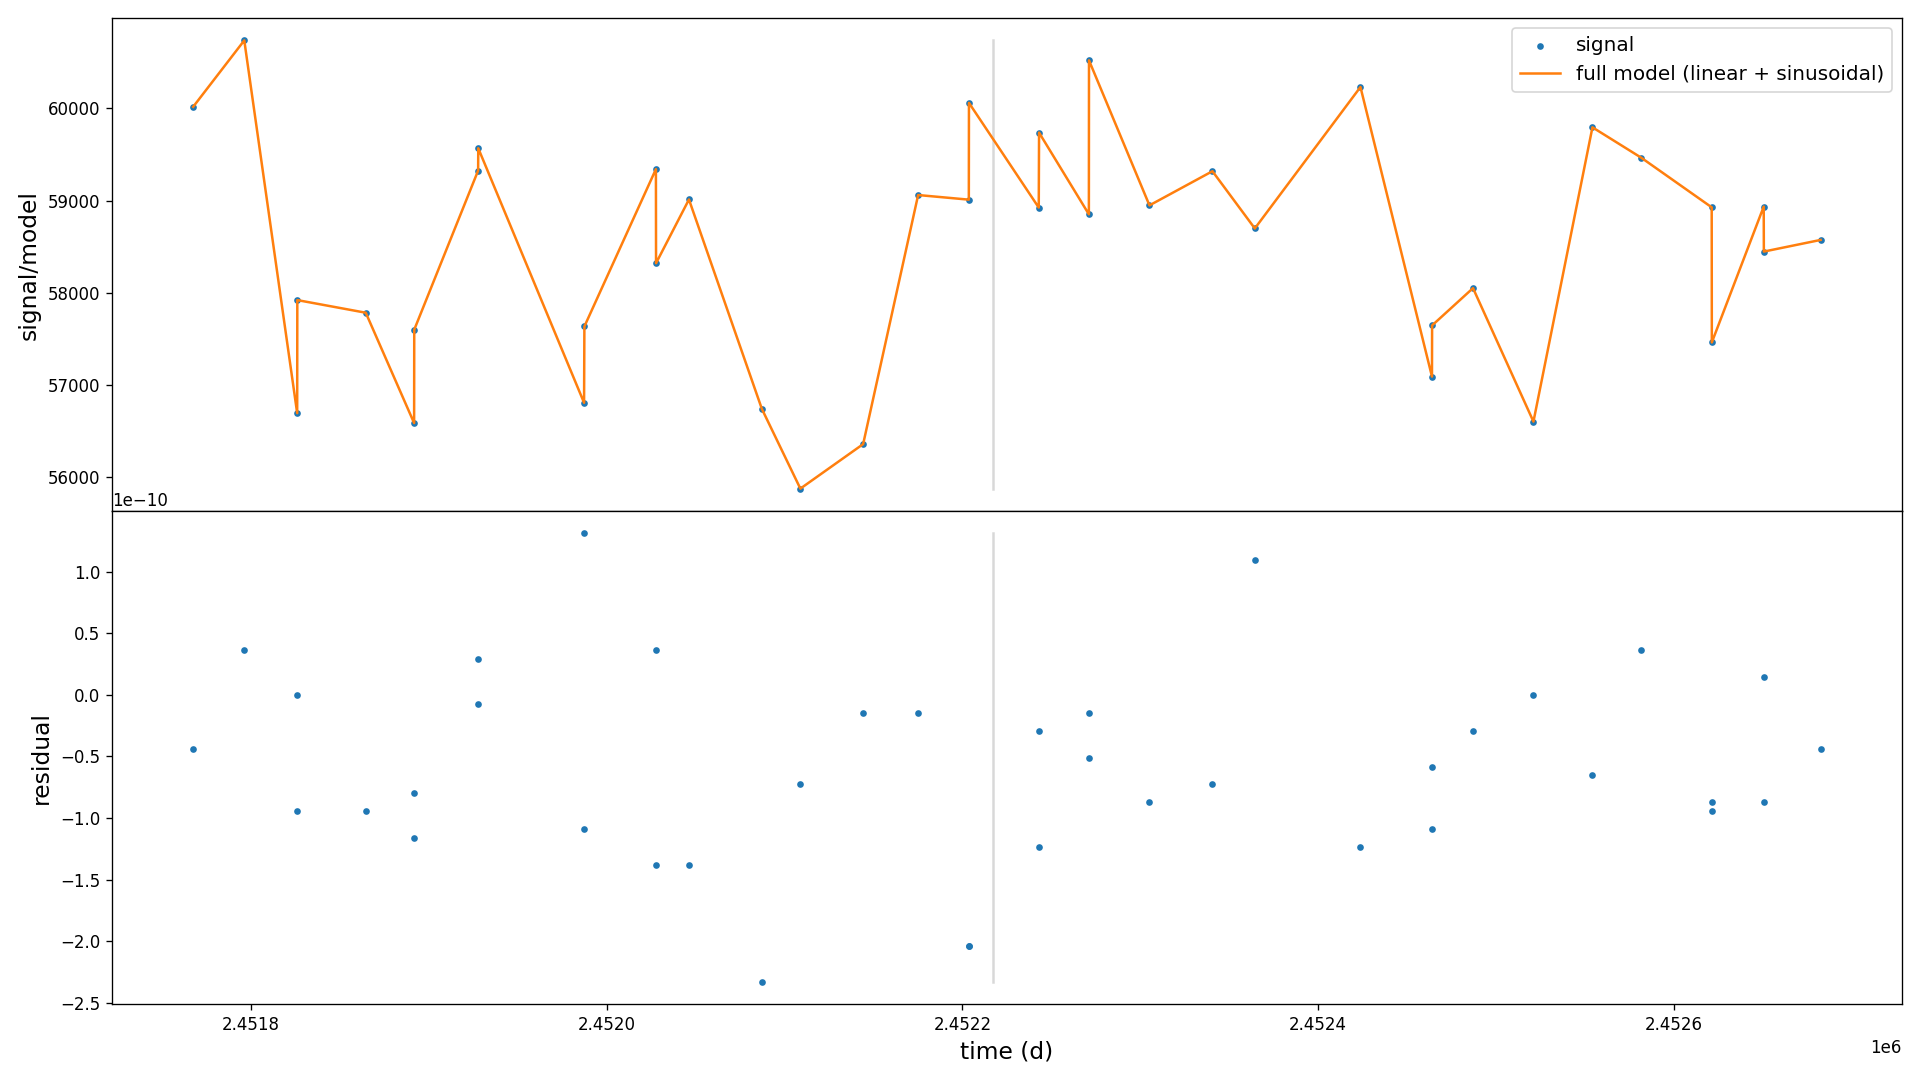 signal
full model (linear + sinusoidal)
60000
59000
58000
57000
56000
signal/model
1e−10
1.0
0.5
0.0
−0.5
−1.0
−1.5
−2.0
−2.5
residual
2.4518
2.4520
2.4522
2.4524
2.4526
time (d)
1e6